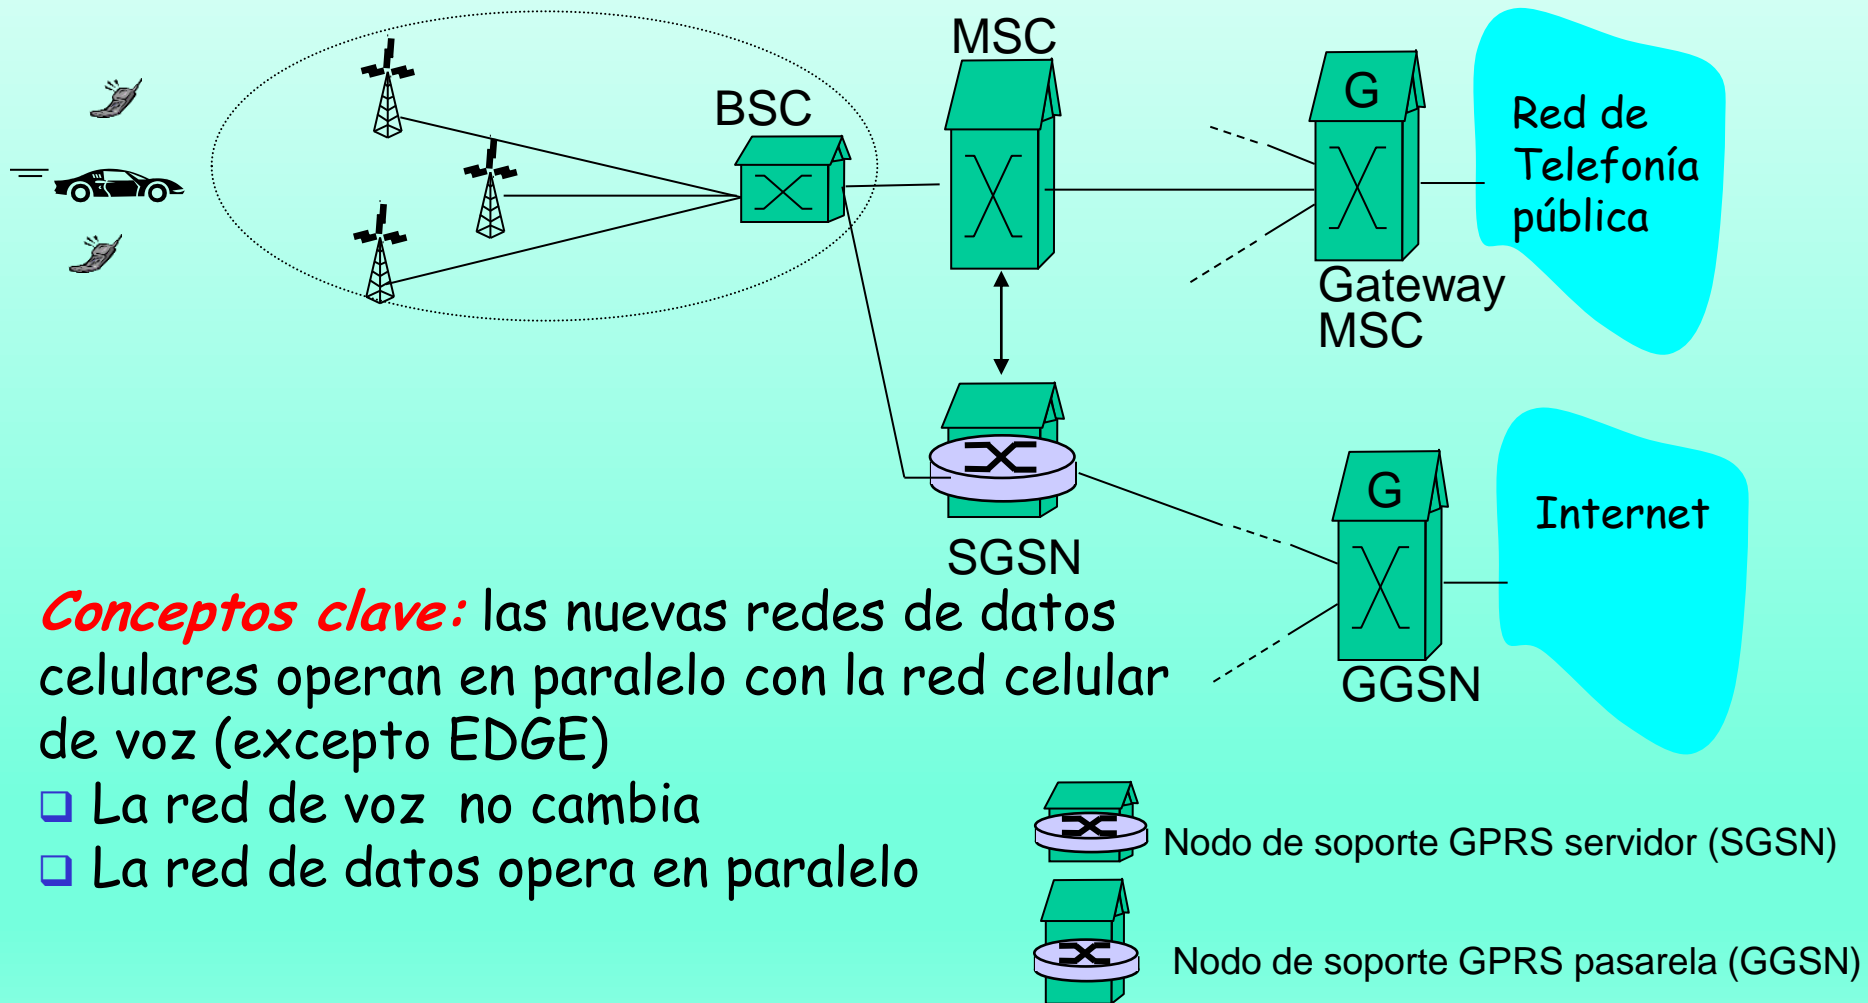 MSC
BSC
G
Red de
Telefonía
pública
Gateway
MSC
G
Internet
SGSN
GGSN
Conceptos clave: las nuevas redes de datos
celulares operan en paralelo con la red celular
de voz (excepto EDGE)
La red de voz no cambia
La red de datos opera en paralelo
Nodo de soporte GPRS servidor (SGSN)
Nodo de soporte GPRS pasarela (GGSN)